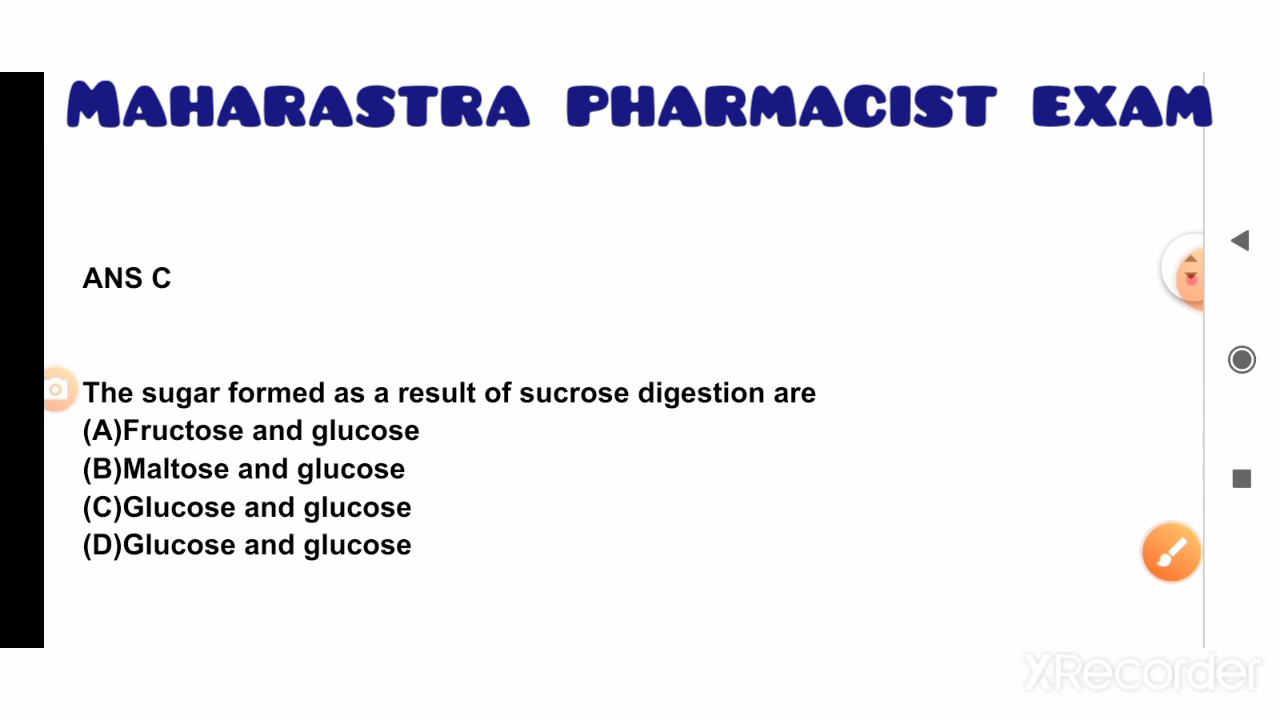 MAHARASTRA PHARMACIST EXAM
ANS C
The sugar formed as a result of sucrose digestion are
(A)Fructose and glucose
(B)Maltose and glucose
(C)Glucose and glucose
(D)Glucose and glucose
XRecorder